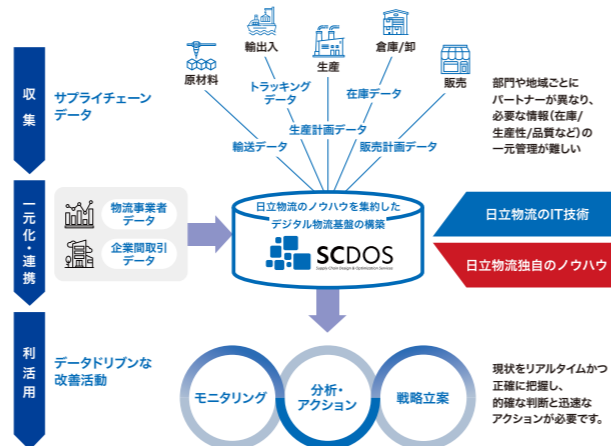 収集
サプライチェーン
データ
原材料
輸出入
生産
倉庫/卸
販売
トラッキング
データ
在庫データ
生産計画データ
輸送データ
販売計画データ
部門や地域ごとに
パートナーが異なり、
必要な情報(在庫/
生産性/品質など)の
一元管理が難しい
一元化・連携
物流事業者
データ
企業間取引
データ
日立物流のノウハウを集約した
デジタル物流基盤の構築
SCDOS
Supply Chain Design & Optimization Services
日立物流のIT技術
日立物流独自のノウハウ
利活用
データドリブンな
改善活動
モニタリング
分析・
アクション
戦略立案
現状をリアルタイムかつ
正確に把握し、
的確な判断と迅速な
アクションが必要です。